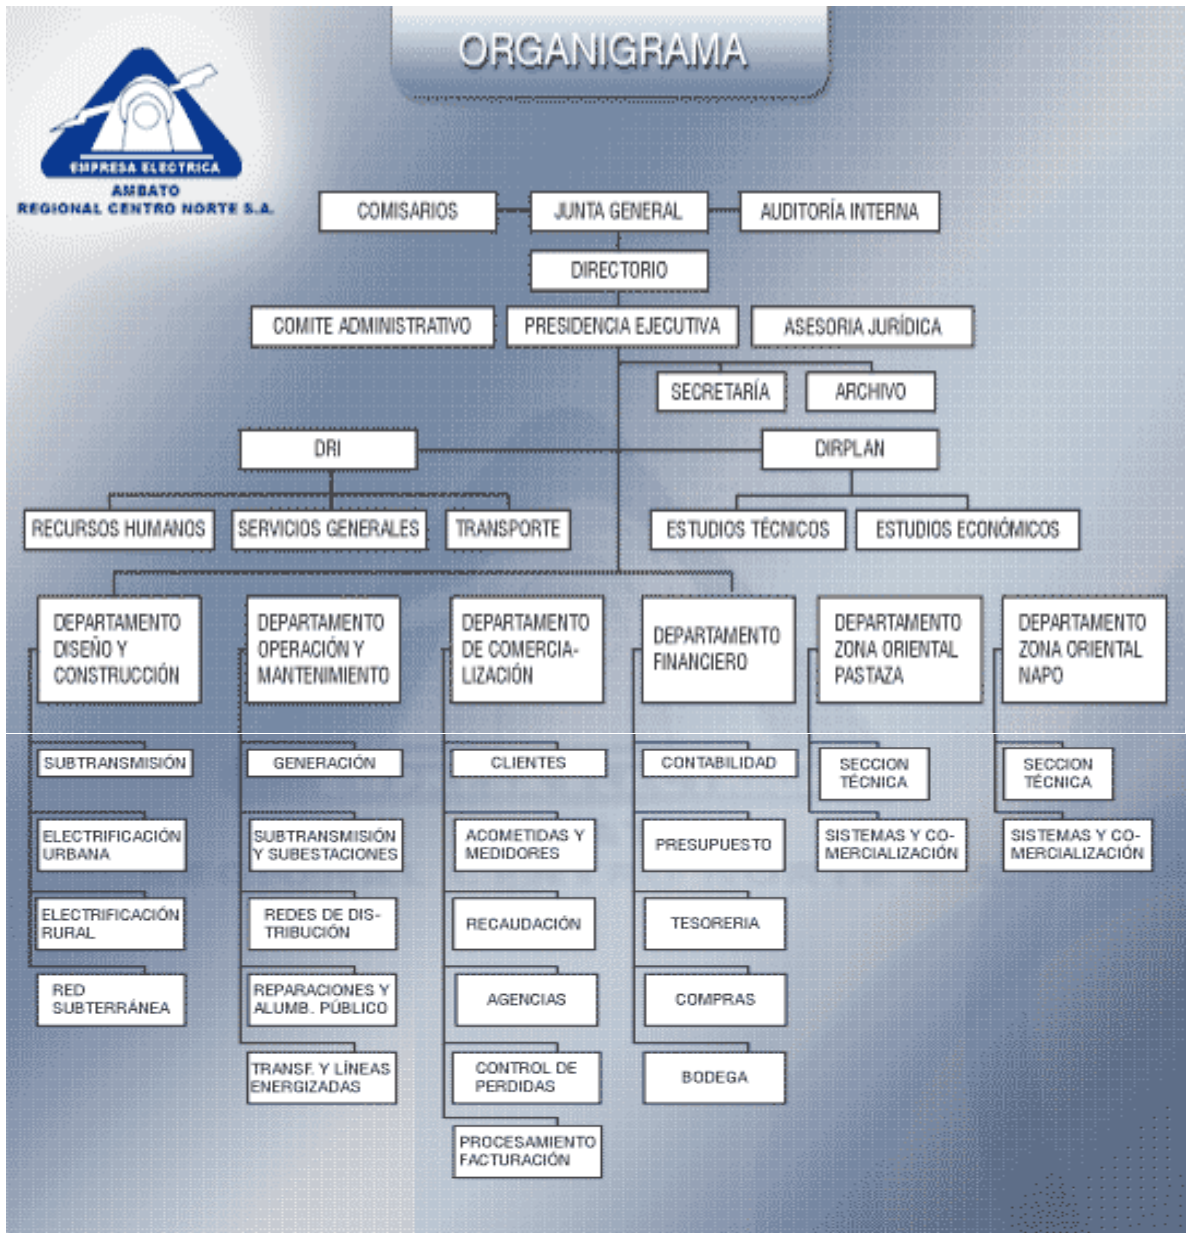 ORGANIGRAMA
EMPRESA ELECTRICA
AMBATO
REGIONAL CENTRO NORTE S.A.
COMISARIOS
JUNTA GENERAL
AUDITORÍA INTERNA
DIRECTORIO
COMITE ADMINISTRATIVO
PRESIDENCIA EJECUTIVA
ASESORIA JURÍDICA
SECRETARÍA
ARCHIVO
DRI
DIRPLAN
RECURSOS HUMANOS
SERVICIOS GENERALES
TRANSPORTE
ESTUDIOS TÉCNICOS
ESTUDIOS ECONÓMICOS
DEPARTAMENTO
DISEÑO Y
CONSTRUCCIÓN
DEPARTAMENTO
OPERACIÓN Y
MANTENIMIENTO
DEPARTAMENTO
DE COMERCIA-
LIZACIÓN
DEPARTAMENTO
FINANCIERO
DEPARTAMENTO
ZONA ORIENTAL
PASTAZA
DEPARTAMENTO
ZONA ORIENTAL
NAPO
SUBTRANSMISIÓN
ELECTRIFICACIÓN
URBANA
ELECTRIFICACIÓN
RURAL
RED
SUBTERRÁNEA
GENERACIÓN
SUBTRANSMISIÓN
Y SUBESTACIONES
REDES DE DIS-
TRIBUCIÓN
REPARACIONES Y
ALUMB. PÚBLICO
TRANSF. Y LÍNEAS
ENERGIZADAS
CLIENTES
ACOMETIDAS Y
MEDIDORES
RECAUDACIÓN
AGENCIAS
CONTROL DE
PERDIDAS
PROCESAMIENTO
FACTURACIÓN
CONTABILIDAD
PRESUPUESTO
TESORERIA
COMPRAS
BODEGA
SECCION
TÉCNICA
SISTEMAS Y CO-
MERCIALIZACIÓN
SECCION
TÉCNICA
SISTEMAS Y CO-
MERCIALIZACIÓN